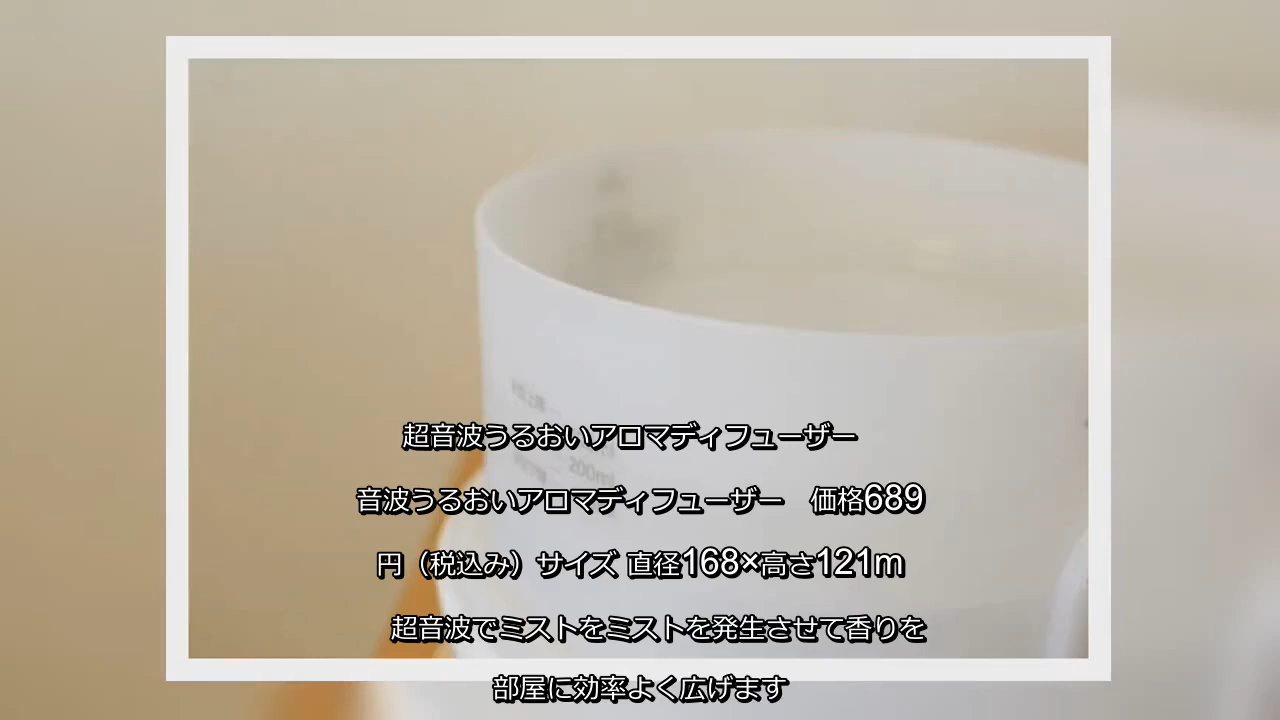 超音波うるおいアロマディフューザー
音波うるおいアロマディフューザー　価格689
円（税込み）サイズ 直径168×高さ121m
超音波でミストをミストを発生させて香りを
部屋に効率よく広げます